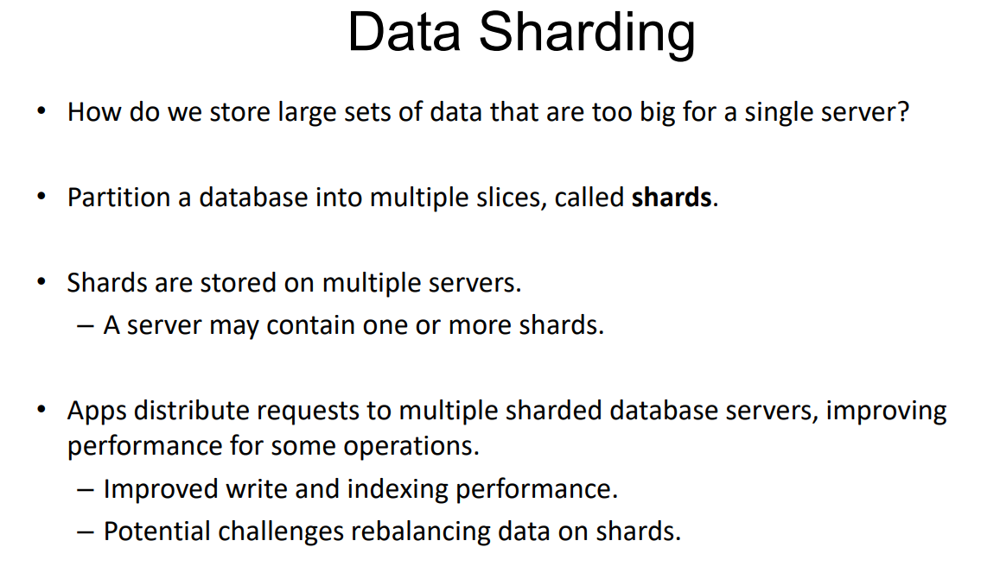 Data Sharding
• How do we store large sets of data that are too big for a single server?
• Partition a database into multiple slices, called shards.
• Shards are stored on multiple servers.
– A server may contain one or more shards.
• Apps distribute requests to multiple sharded database servers, improving
performance for some operations.
– Improved write and indexing performance.
– Potential challenges rebalancing data on shards.